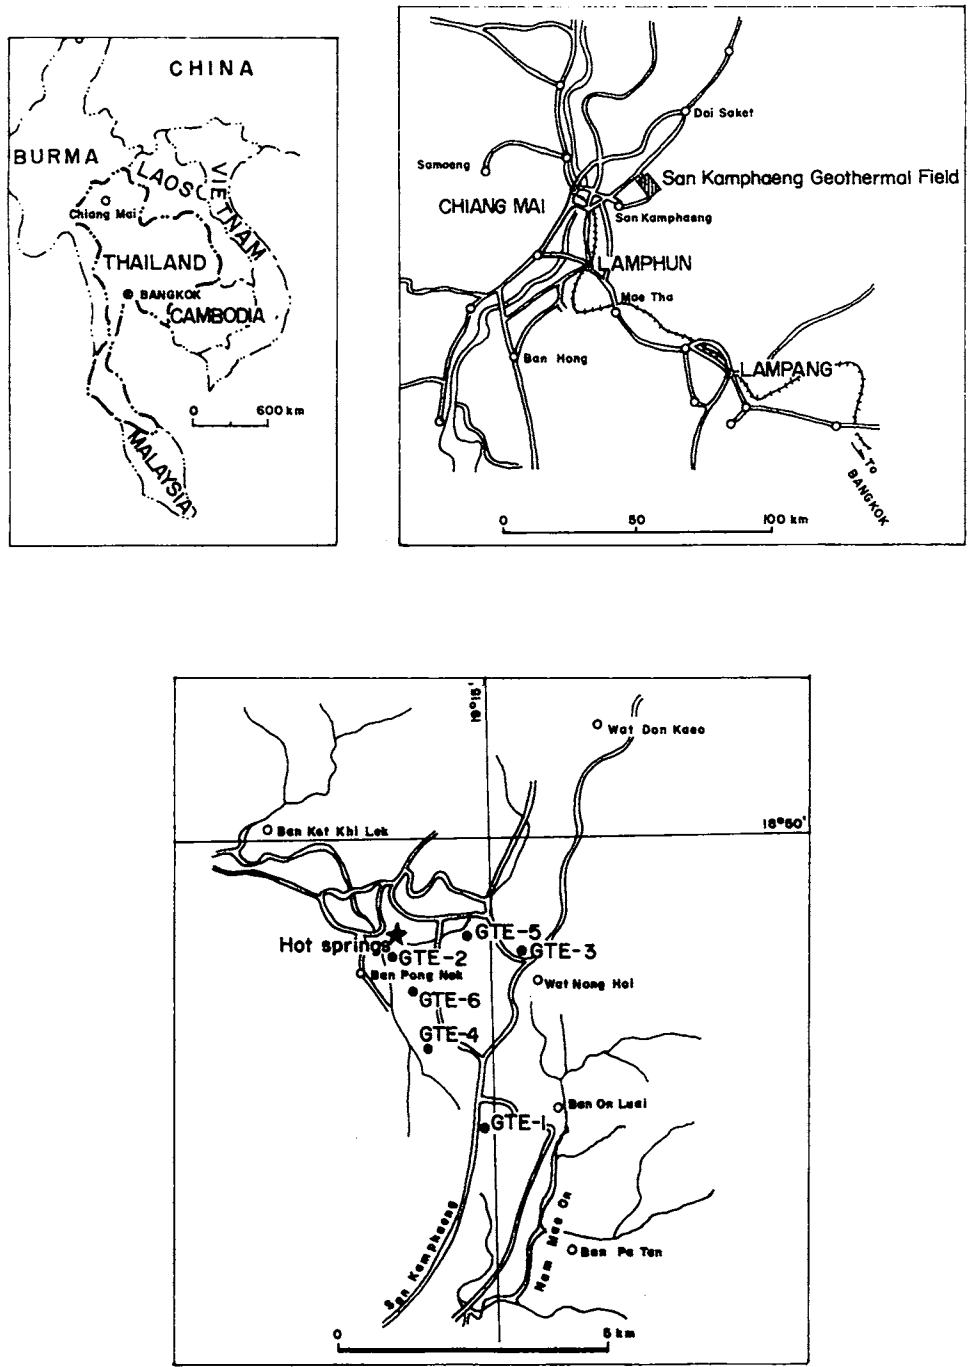 CHINA
BURMA
LAOS
VIETNAM
Chiang Mai
THAILAND
BANGKOK
CAMBODIA
0 600 km
MALAYSIA
Doi Saket
Samoeng
San Kamphaeng Geothermal Field
CHIANG MAI
San Kamphaeng
LAMPHUN
Mae Tha
Ban Hong
LAMPANG
To
BANGKOK
0 50 100 km
19°15'
Wat Don Kaeo
18°50'
Ban Kat Khi Lek
Hot springs
GTE-5
GTE-2
GTE-3
Ban Pong Nok
Wat Nong Hoi
GTE-6
GTE-4
Ban On Luai
GTE-1
San Kamphaeng
Nam Mae On
Ban Pa Tan
0 5 km